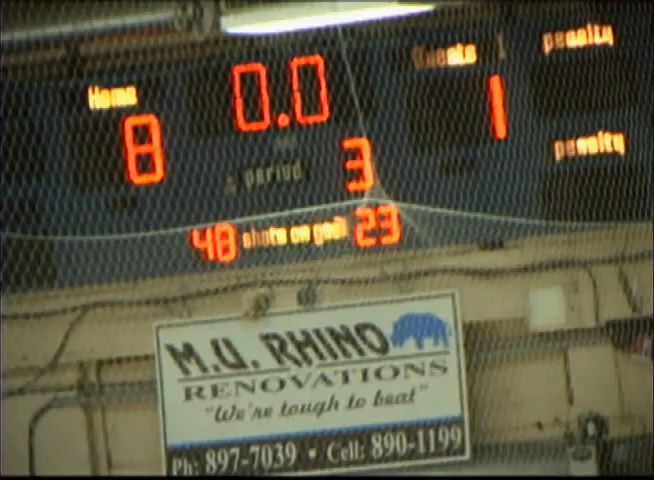 Home 0.0 Guests penalty
8 1
period 3 penalty
48 shots on goal 23
M.U. RHINO
RENOVATIONS
"We're tough to beat"
Ph: 897-7039 • Cell: 890-1199